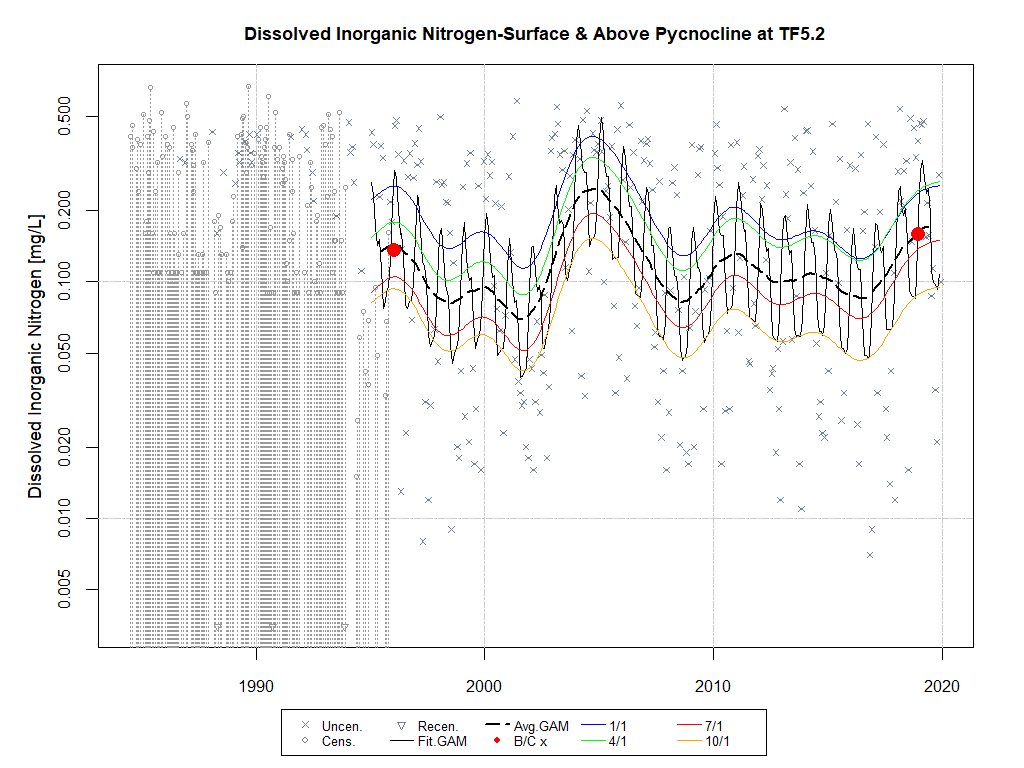 Dissolved Inorganic Nitrogen-Surface & Above Pycnocline at TF5.2
Dissolved Inorganic Nitrogen [mg/L]
0.500
0.200
0.100
0.050
0.020
0.010
0.005
1990 2000 2010 2020
Uncen. Recen. Avg.GAM 1/1 7/1
Cens. Fit.GAM B/C x 4/1 10/1